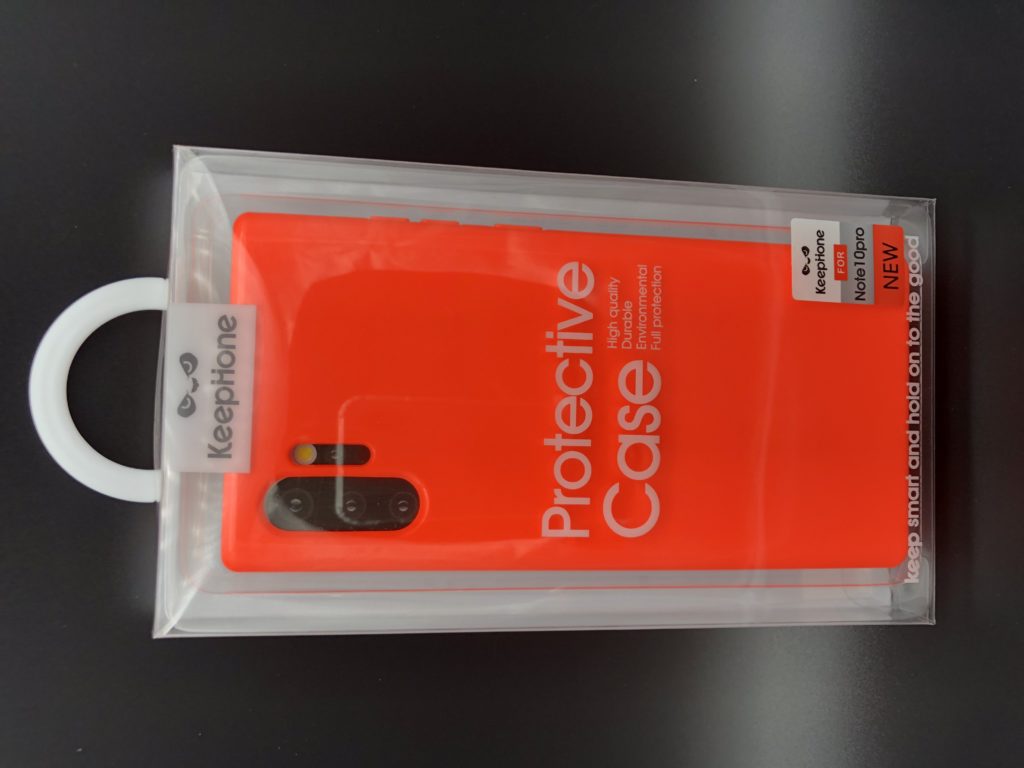 KeepHone
Protective
Case
High quality
Durable
Environmental
Full protection
KeepHone
FOR
Note10pro
NEW
keep smart and hold on to the good